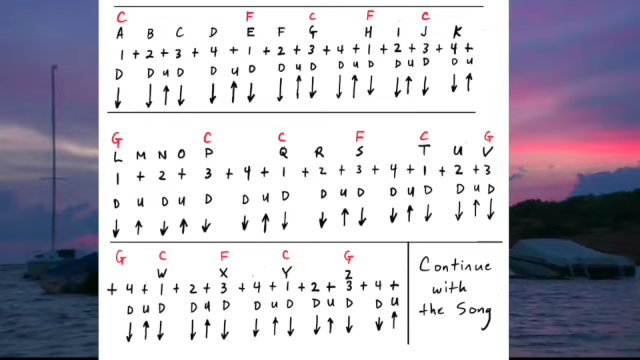 C F C F C
A B C D E F G H I J K
1 + 2 + 3 + 4 + 1 + 2 + 3 + 4 + 1 + 2 + 3 + 4 +
D D U D D U D D U D D U D D U D D U
G C C F C G
L M N O P Q R S T U V
1 + 2 + 3 + 4 + 1 + 2 + 3 + 4 + 1 + 2 + 3
D U D U D D U D D U D D U D D U D
G C F C G
W X Y Z
+ 4 + 1 + 2 + 3 + 4 + 1 + 2 + 3 + 4 +
D U D D U D D U D D U D D U
Continue
with
the Song